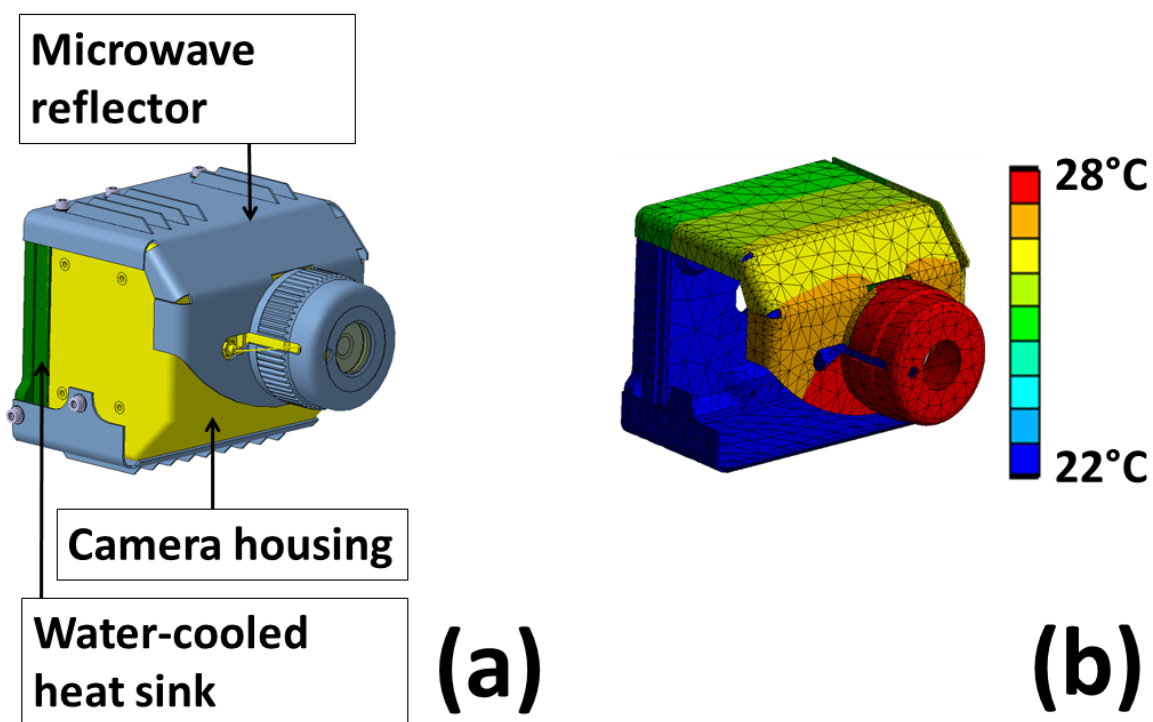 Microwave
reflector
28°C
22°C
Camera housing
Water-cooled
heat sink
(a)
(b)